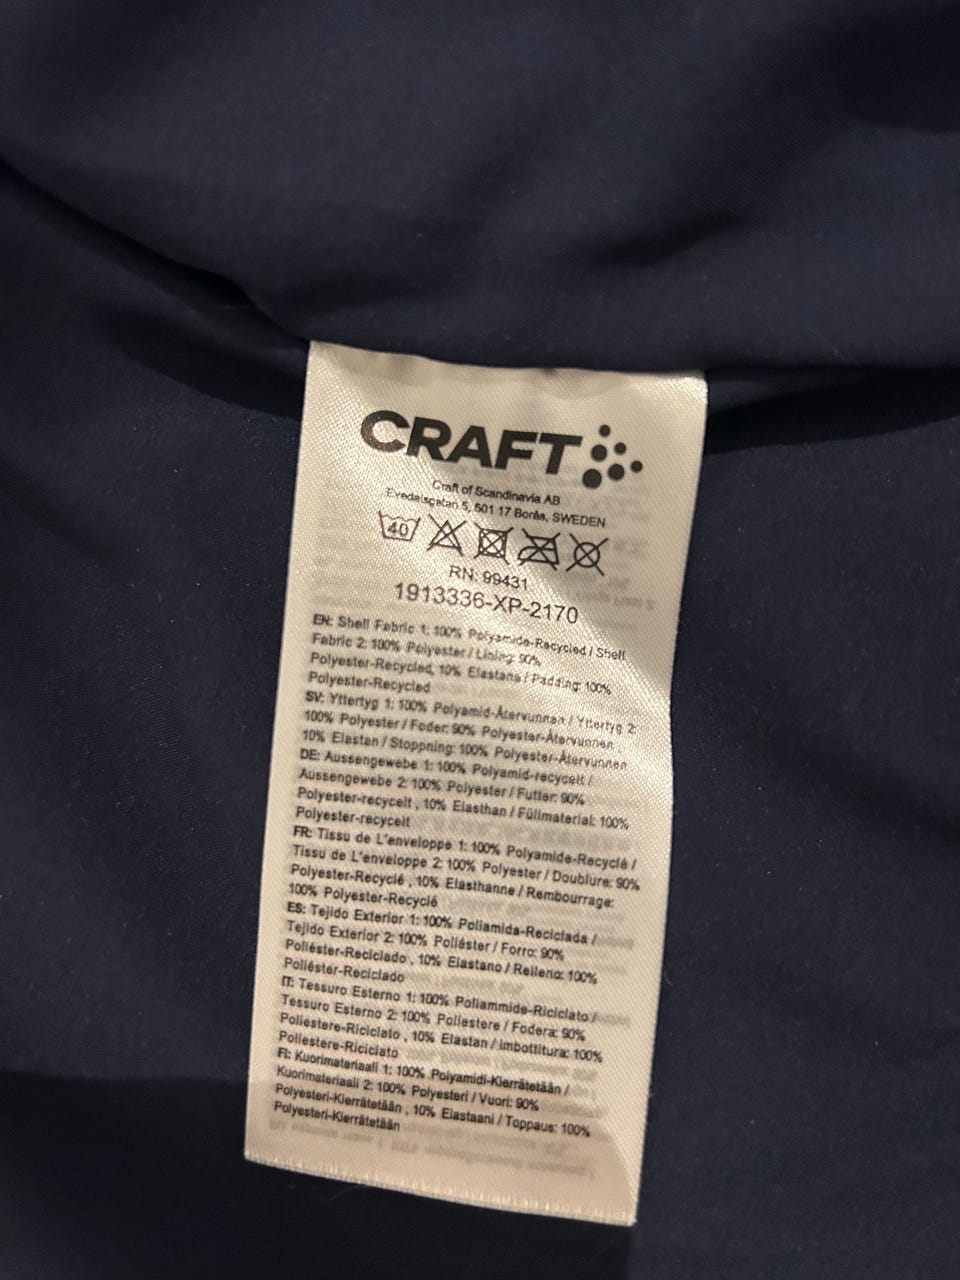 CRAFT
Craft of Scandinavia AB
Evedalsgatan 5, 501 17 Borås, SWEDEN
40
RN: 99431
1913336-XP-2170
EN: Shell Fabric 1: 100% Polyamide-Recycled / Shell
Fabric 2: 100% Polyester / Lining: 90%
Polyester-Recycled, 10% Elastane / Padding: 100%
Polyester-Recycled
SV: Yttertyg 1: 100% Polyamid-Återvunnen / Yttertyg 2:
100% Polyester / Foder: 90% Polyester-Återvunnen ,
10% Elastan / Stoppning: 100% Polyester-Återvunnen
DE: Aussengewebe 1: 100% Polyamid-recycelt /
Aussengewebe 2: 100% Polyester / Futter: 90%
Polyester-recycelt , 10% Elasthan / Füllmaterial: 100%
Polyester-recycelt
FR: Tissu de L'enveloppe 1: 100% Polyamide-Recyclé /
Tissu de L'enveloppe 2: 100% Polyester / Doublure: 90%
Polyester-Recyclé , 10% Elasthanne / Rembourrage:
100% Polyester-Recyclé
ES: Tejido Exterior 1: 100% Poliamida-Reciclada /
Tejido Exterior 2: 100% Poliéster / Forro: 90%
Poliéster-Reciclado , 10% Elastano / Relleno: 100%
Poliéster-Reciclado
IT: Tessuro Esterno 1: 100% Poliammide-Riciclato /
Tessuro Esterno 2: 100% Poliestere / Fodera: 90%
Poliestere-Riciclato , 10% Elastan / Imbottitura: 100%
Poliestere-Riciclato
FI: Kuorimateriaali 1: 100% Polyamidi-Kierrätetään /
Kuorimateriaali 2: 100% Polyesteri / Vuori: 90%
Polyesteri-Kierrätetään , 10% Elastaani / Toppaus: 100%
Polyesteri-Kierrätetään